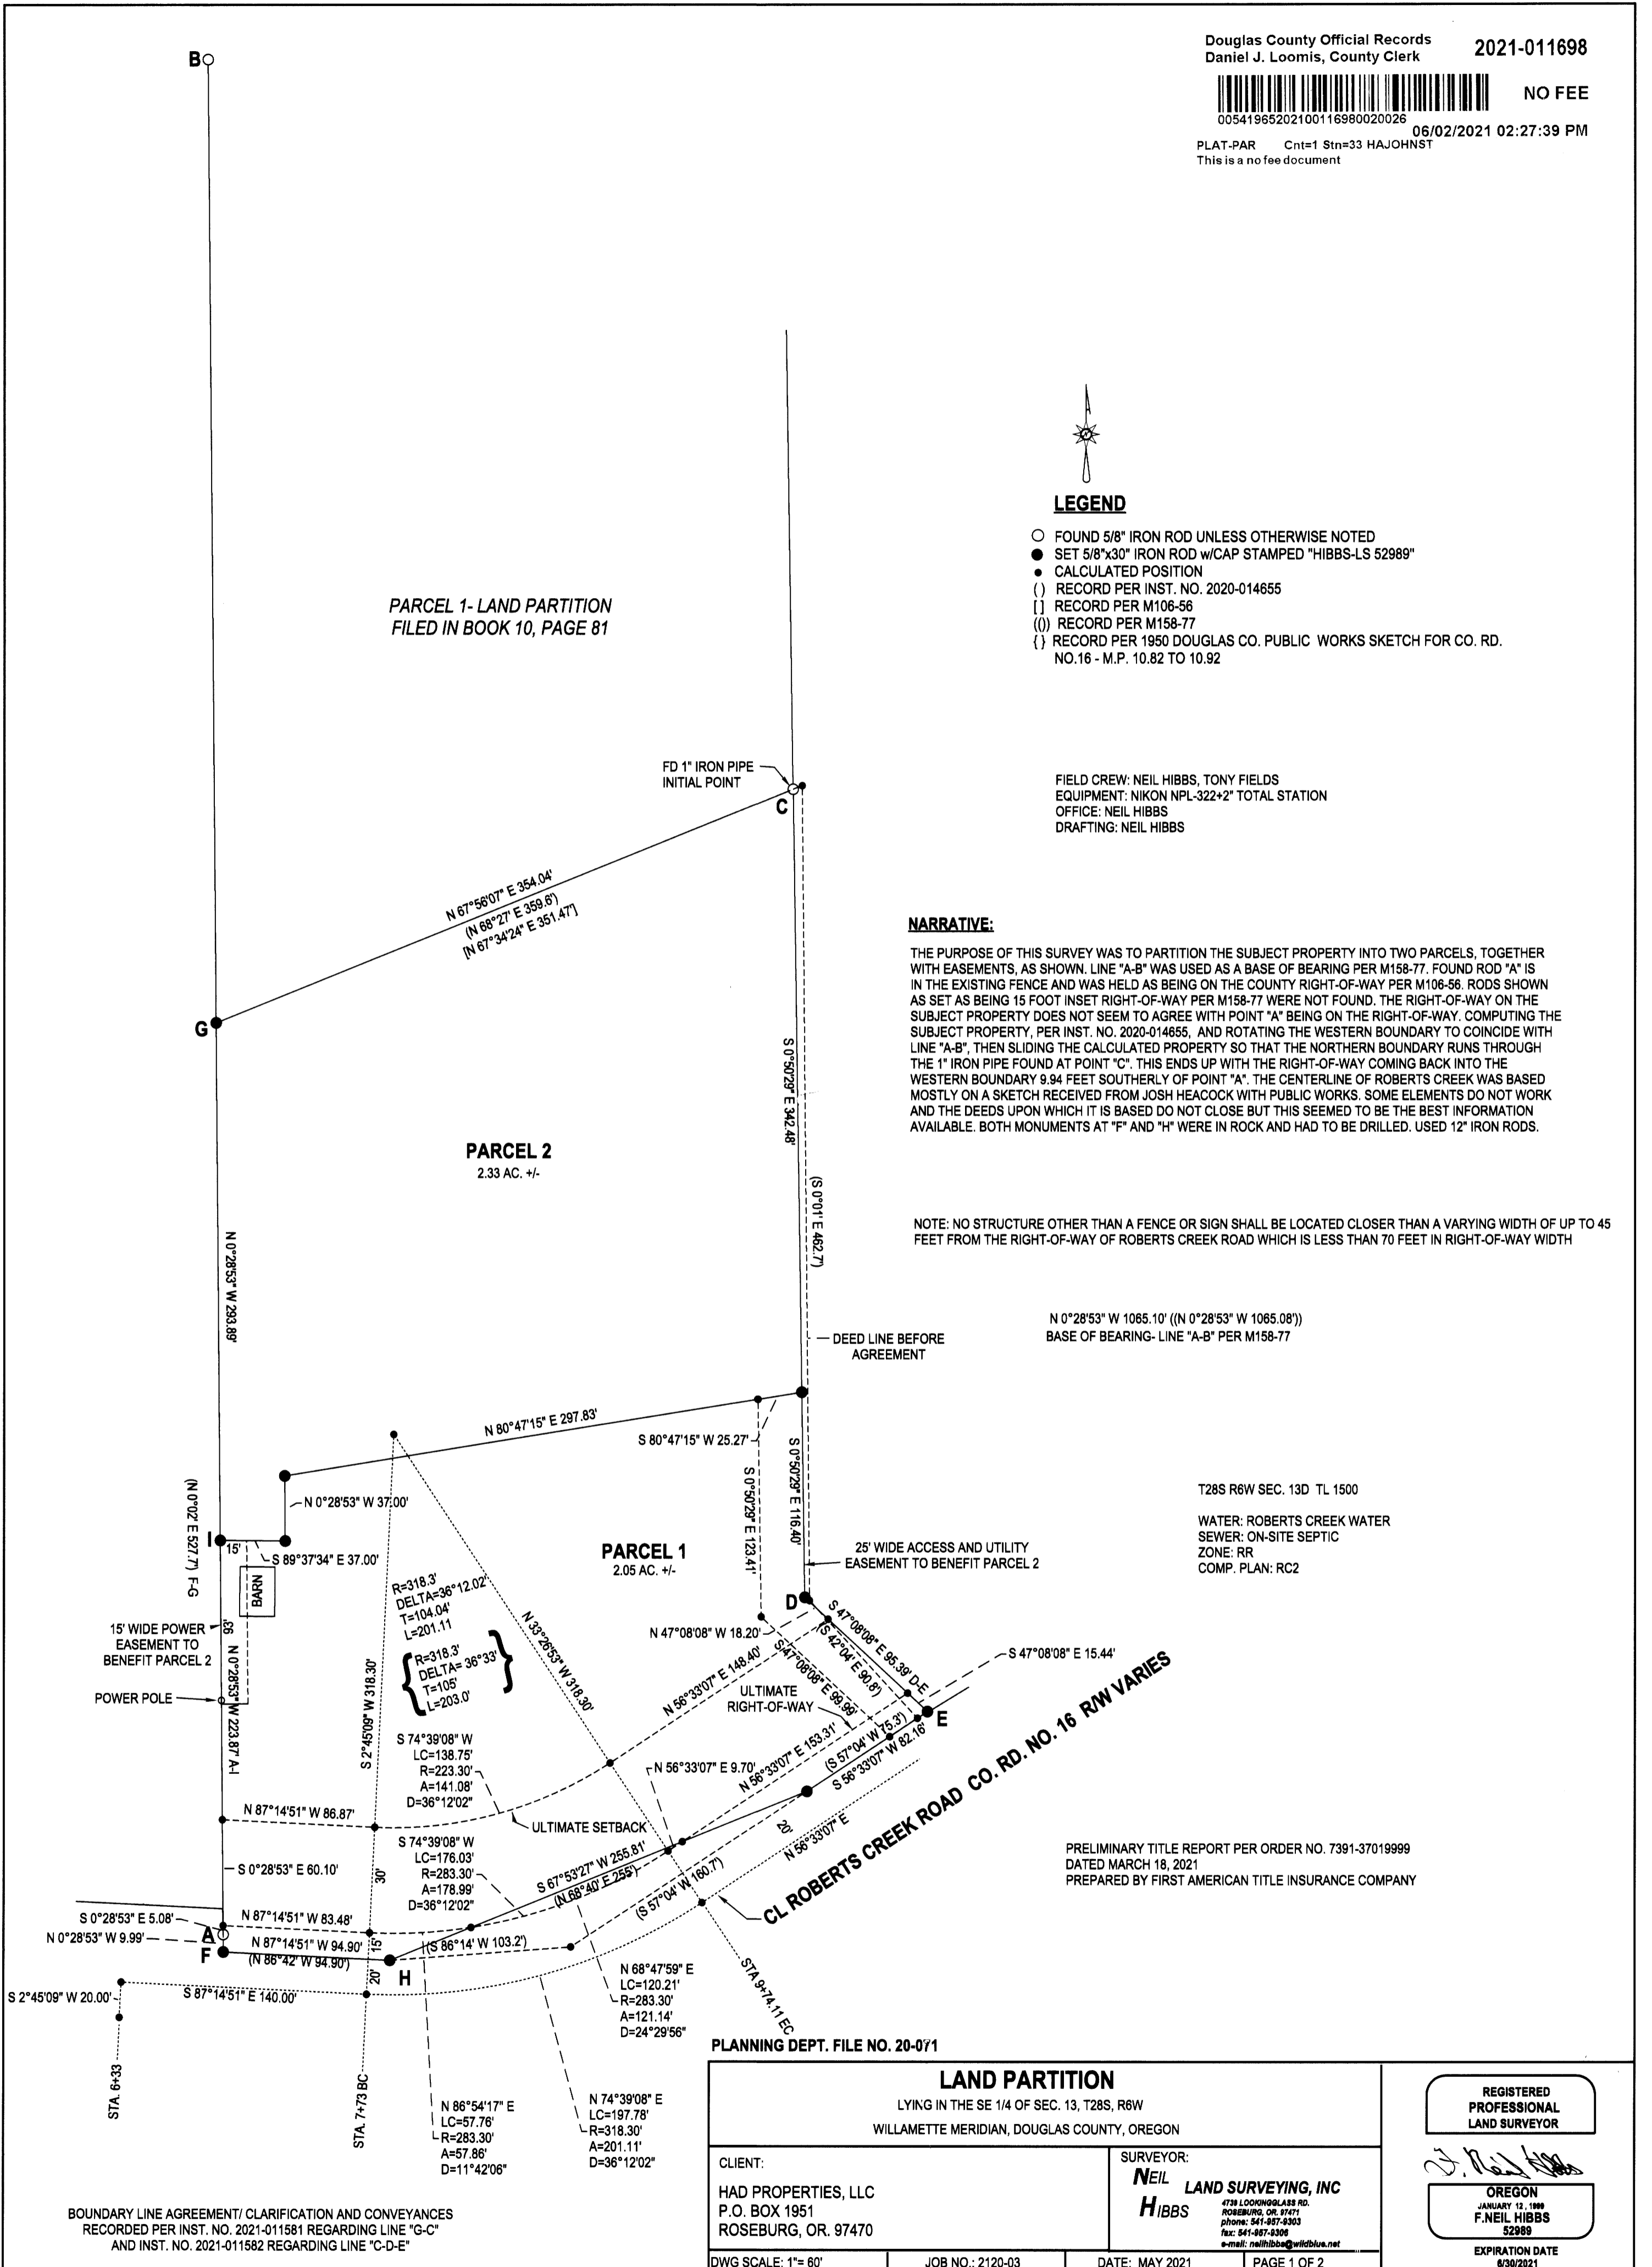 Douglas County Official Records
Daniel J. Loomis, County Clerk
2021-011698
NO FEE
00541965202100116980020026
06/02/2021 02:27:39 PM
PLAT-PAR Cnt=1 Stn=33 HAJOHNST
This is a no fee document
B
LEGEND
FOUND 5/8" IRON ROD UNLESS OTHERWISE NOTED
SET 5/8"x30" IRON ROD w/CAP STAMPED "HIBBS-LS 52989"
CALCULATED POSITION
( ) RECORD PER INST. NO. 2020-014655
[ ] RECORD PER M106-56
(()) RECORD PER M158-77
{ } RECORD PER 1950 DOUGLAS CO. PUBLIC WORKS SKETCH FOR CO. RD.
NO.16 - M.P. 10.82 TO 10.92
PARCEL 1- LAND PARTITION
FILED IN BOOK 10, PAGE 81
FD 1" IRON PIPE
INITIAL POINT
C
FIELD CREW: NEIL HIBBS, TONY FIELDS
EQUIPMENT: NIKON NPL-322+2" TOTAL STATION
OFFICE: NEIL HIBBS
DRAFTING: NEIL HIBBS
N 67°56'07" E 354.04'
(N 68°27' E 359.6')
[N 67°34'24" E 351.47']
G
NARRATIVE:
THE PURPOSE OF THIS SURVEY WAS TO PARTITION THE SUBJECT PROPERTY INTO TWO PARCELS, TOGETHER
WITH EASEMENTS, AS SHOWN. LINE "A-B" WAS USED AS A BASE OF BEARING PER M158-77. FOUND ROD "A" IS
IN THE EXISTING FENCE AND WAS HELD AS BEING ON THE COUNTY RIGHT-OF-WAY PER M106-56. RODS SHOWN
AS SET AS BEING 15 FOOT INSET RIGHT-OF-WAY PER M158-77 WERE NOT FOUND. THE RIGHT-OF-WAY ON THE
SUBJECT PROPERTY DOES NOT SEEM TO AGREE WITH POINT "A" BEING ON THE RIGHT-OF-WAY. COMPUTING THE
SUBJECT PROPERTY, PER INST. NO. 2020-014655, AND ROTATING THE WESTERN BOUNDARY TO COINCIDE WITH
LINE "A-B", THEN SLIDING THE CALCULATED PROPERTY SO THAT THE NORTHERN BOUNDARY RUNS THROUGH
THE 1" IRON PIPE FOUND AT POINT "C". THIS ENDS UP WITH THE RIGHT-OF-WAY COMING BACK INTO THE
WESTERN BOUNDARY 9.94 FEET SOUTHERLY OF POINT "A". THE CENTERLINE OF ROBERTS CREEK WAS BASED
MOSTLY ON A SKETCH RECEIVED FROM JOSH HEACOCK WITH PUBLIC WORKS. SOME ELEMENTS DO NOT WORK
AND THE DEEDS UPON WHICH IT IS BASED DO NOT CLOSE BUT THIS SEEMED TO BE THE BEST INFORMATION
AVAILABLE. BOTH MONUMENTS AT "F" AND "H" WERE IN ROCK AND HAD TO BE DRILLED. USED 12" IRON RODS.
S 0°50'29" E 342.48'
(S 0°01' E 462.7')
PARCEL 2
2.33 AC. +/-
NOTE: NO STRUCTURE OTHER THAN A FENCE OR SIGN SHALL BE LOCATED CLOSER THAN A VARYING WIDTH OF UP TO 45
FEET FROM THE RIGHT-OF-WAY OF ROBERTS CREEK ROAD WHICH IS LESS THAN 70 FEET IN RIGHT-OF-WAY WIDTH
N 0°28'53" W 293.89'
N 0°28'53" W 1065.10' ((N 0°28'53" W 1065.08'))
BASE OF BEARING- LINE "A-B" PER M158-77
DEED LINE BEFORE
AGREEMENT
N 80°47'15" E 297.83'
S 80°47'15" W 25.27'
S 0°50'29" E 123.41'
S 0°50'29" E 116.40'
(N 0°02' E 527.7') F-G
N 0°28'53" W 37.00'
I
15'
S 89°37'34" E 37.00'
BARN
T28S R6W SEC. 13D TL 1500
WATER: ROBERTS CREEK WATER
SEWER: ON-SITE SEPTIC
ZONE: RR
COMP. PLAN: RC2
PARCEL 1
2.05 AC. +/-
25' WIDE ACCESS AND UTILITY
EASEMENT TO BENEFIT PARCEL 2
D
15' WIDE POWER
EASEMENT TO
BENEFIT PARCEL 2
POWER POLE
93'
N 0°28'53" W 223.87' A-I
R=318.3'
DELTA=36°12.02'
T=104.04'
L=201.11
R=318.3'
DELTA= 36°33'
T=105'
L=203.0'
S 2°45'09" W 318.30'
N 33°26'53" W 318.30'
N 47°08'08" W 18.20'
S 47°08'08" E 95.39' D-E
(S 42°04' E 90.8')
S 47°08'08" E 99.99'
S 47°08'08" E 15.44'
N 56°33'07" E 148.40'
ULTIMATE
RIGHT-OF-WAY
E
N 56°33'07" E 153.31'
(S 57°04' W 75.3')
S 56°33'07" W 82.16'
S 74°39'08" W
LC=138.75'
R=223.30'
A=141.08'
D=36°12'02"
N 56°33'07" E 9.70'
N 87°14'51" W 86.87'
ULTIMATE SETBACK
20'
N 56°33'07" E
CL ROBERTS CREEK ROAD CO. RD. NO. 16 R/W VARIES
S 74°39'08" W
LC=176.03'
R=283.30'
A=178.99'
D=36°12'02"
S 67°53'27" W 255.81'
(N 68°40' E 255')
(S 57°04' W 160.7')
S 0°28'53" E 60.10'
30'
PRELIMINARY TITLE REPORT PER ORDER NO. 7391-37019999
DATED MARCH 18, 2021
PREPARED BY FIRST AMERICAN TITLE INSURANCE COMPANY
S 0°28'53" E 5.08'
N 87°14'51" W 83.48'
A
N 0°28'53" W 9.99'
F
N 87°14'51" W 94.90'
(N 86°42' W 94.90')
15'
(S 86°14' W 103.2')
H
20'
S 2°45'09" W 20.00'
S 87°14'51" E 140.00'
STA. 6+33
STA. 7+73 BC
STA 9+74.11 EC
N 68°47'59" E
LC=120.21'
R=283.30'
A=121.14'
D=24°29'56"
N 86°54'17" E
LC=57.76'
R=283.30'
A=57.86'
D=11°42'06"
N 74°39'08" E
LC=197.78'
R=318.30'
A=201.11'
D=36°12'02"
BOUNDARY LINE AGREEMENT/ CLARIFICATION AND CONVEYANCES
RECORDED PER INST. NO. 2021-011581 REGARDING LINE "G-C"
AND INST. NO. 2021-011582 REGARDING LINE "C-D-E"
PLANNING DEPT. FILE NO. 20-071
LAND PARTITION
LYING IN THE SE 1/4 OF SEC. 13, T28S, R6W
WILLAMETTE MERIDIAN, DOUGLAS COUNTY, OREGON
CLIENT:
HAD PROPERTIES, LLC
P.O. BOX 1951
ROSEBURG, OR. 97470
SURVEYOR:
NEIL HIBBS LAND SURVEYING, INC
4739 LOOKINGGLASS RD.
ROSEBURG, OR. 97471
phone: 541-957-9303
fax: 541-957-9306
e-mail: neilhibbs@wildblue.net
DWG SCALE: 1"= 60'
JOB NO.: 2120-03
DATE: MAY 2021
PAGE 1 OF 2
REGISTERED
PROFESSIONAL
LAND SURVEYOR
F. Neil Hibbs
OREGON
JANUARY 12, 1999
F.NEIL HIBBS
52989
EXPIRATION DATE
6/30/2021